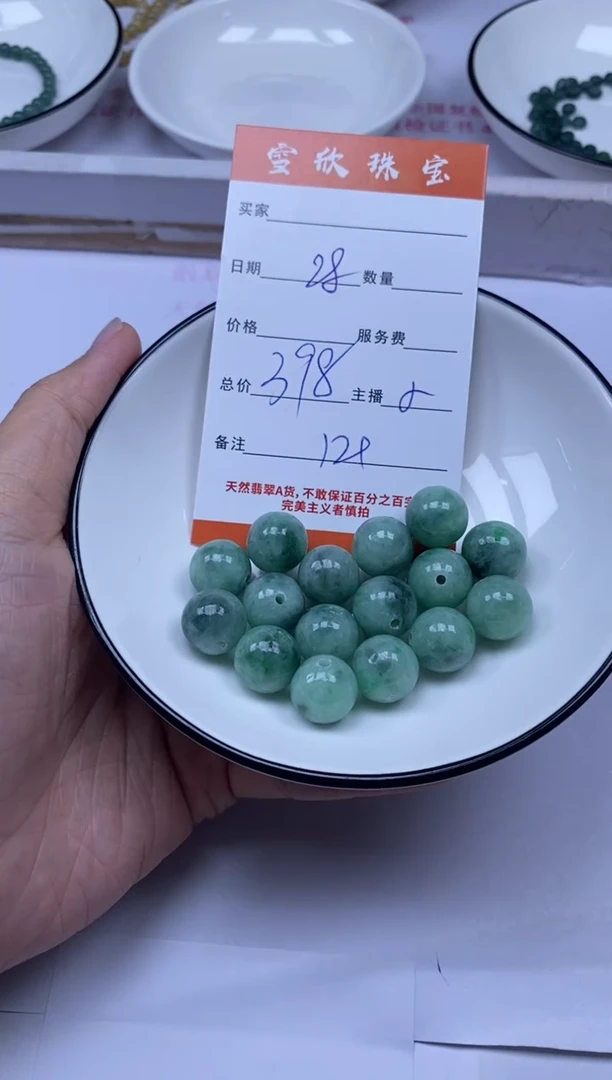 雯欣珠宝
买家
日期 28 数量
价格 服务费
总价 398 主播
备注
天然翡翠A货，不敢保证百分之百
完美主义者慎拍